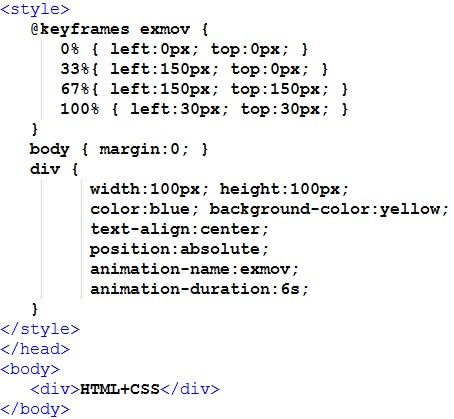 <style>
@keyframes exmov {
0% { left:0px; top:0px; }
33%{ left:150px; top:0px; }
67%{ left:150px; top:150px; }
100% { left:30px; top:30px; }
}
body { margin:0; }
div {
width:100px; height:100px;
color:blue; background-color:yellow;
text-align:center;
position:absolute;
animation-name:exmov;
animation-duration:6s;
}
</style>
</head>
<body>
<div>HTML+CSS</div>
</body>